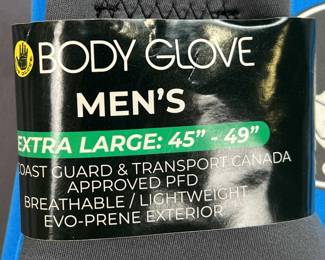 BODY GLOVE
MEN'S
EXTRA LARGE: 45" - 49"
COAST GUARD & TRANSPORT CANADA
APPROVED PFD
BREATHABLE / LIGHTWEIGHT
EVO-PRENE EXTERIOR